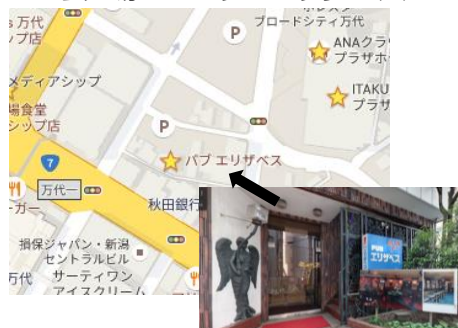 s 万代
ップ店
ブロードシティ万代
P
ANAクラ
プラザホ
メディアシップ
ITAKU
プラザ
場食堂
シップ店
P
パブ エリザベス
7
万代一
秋田銀行
ーガー
損保ジャパン・新潟
セントラルビル
万代
サーティワン
アイスクリーム
PUB
エリザベス